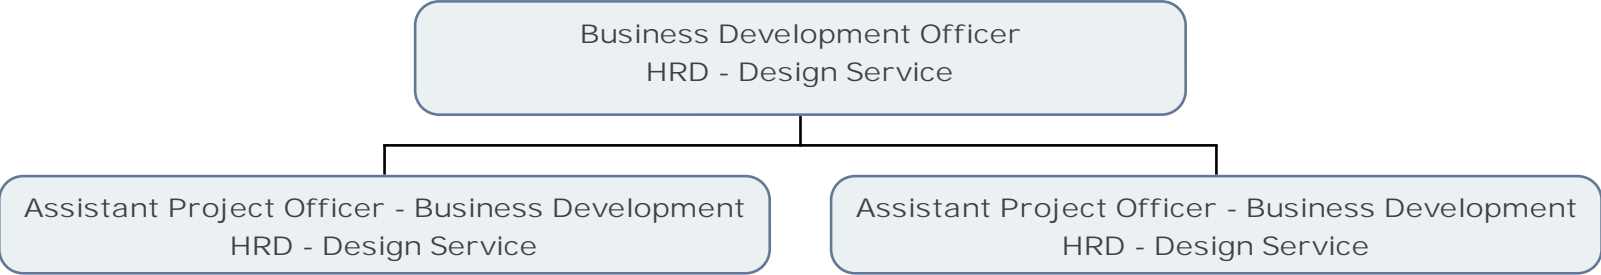 Business Development Officer
HRD - Design Service
Assistant Project Officer - Business Development
HRD - Design Service
Assistant Project Officer - Business Development
HRD - Design Service